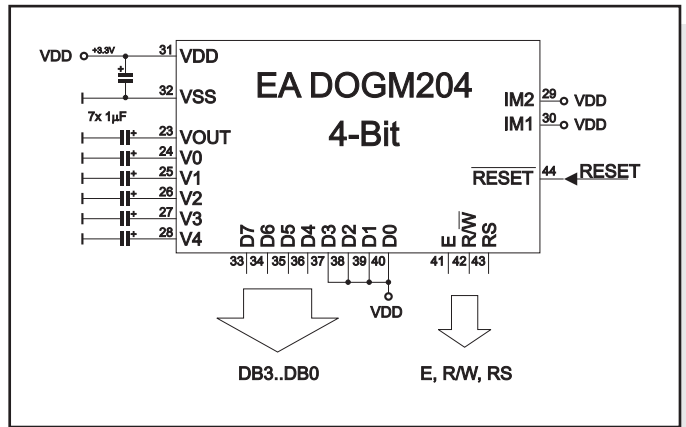 EA DOGM204
4-Bit
VDD +3.3V 31 VDD
32 VSS
7x 1µF
23 VOUT
24 V0
25 V1
26 V2
27 V3
28 V4
IM2 29 VDD
IM1 30 VDD
RESET 44 RESET
D7 D6 D5 D4 D3 D2 D1 D0
33 34 35 36 37 38 39 40
E R/W RS
41 42 43
VDD
DB3..DB0
E, R/W, RS